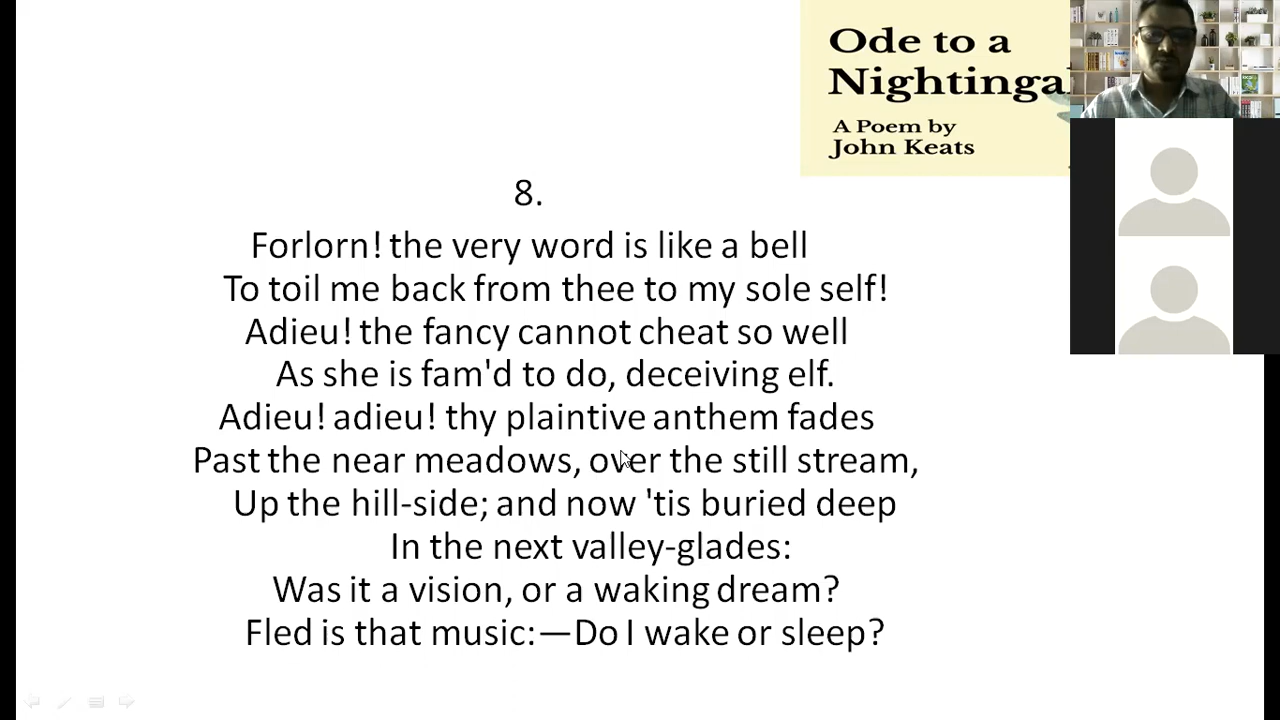 Ode to a
Nightinga
A Poem by
John Keats
8.
Forlorn! the very word is like a bell
To toil me back from thee to my sole self!
Adieu! the fancy cannot cheat so well
As she is fam'd to do, deceiving elf.
Adieu! adieu! thy plaintive anthem fades
Past the near meadows, over the still stream,
Up the hill-side; and now 'tis buried deep
In the next valley-glades:
Was it a vision, or a waking dream?
Fled is that music:—Do I wake or sleep?